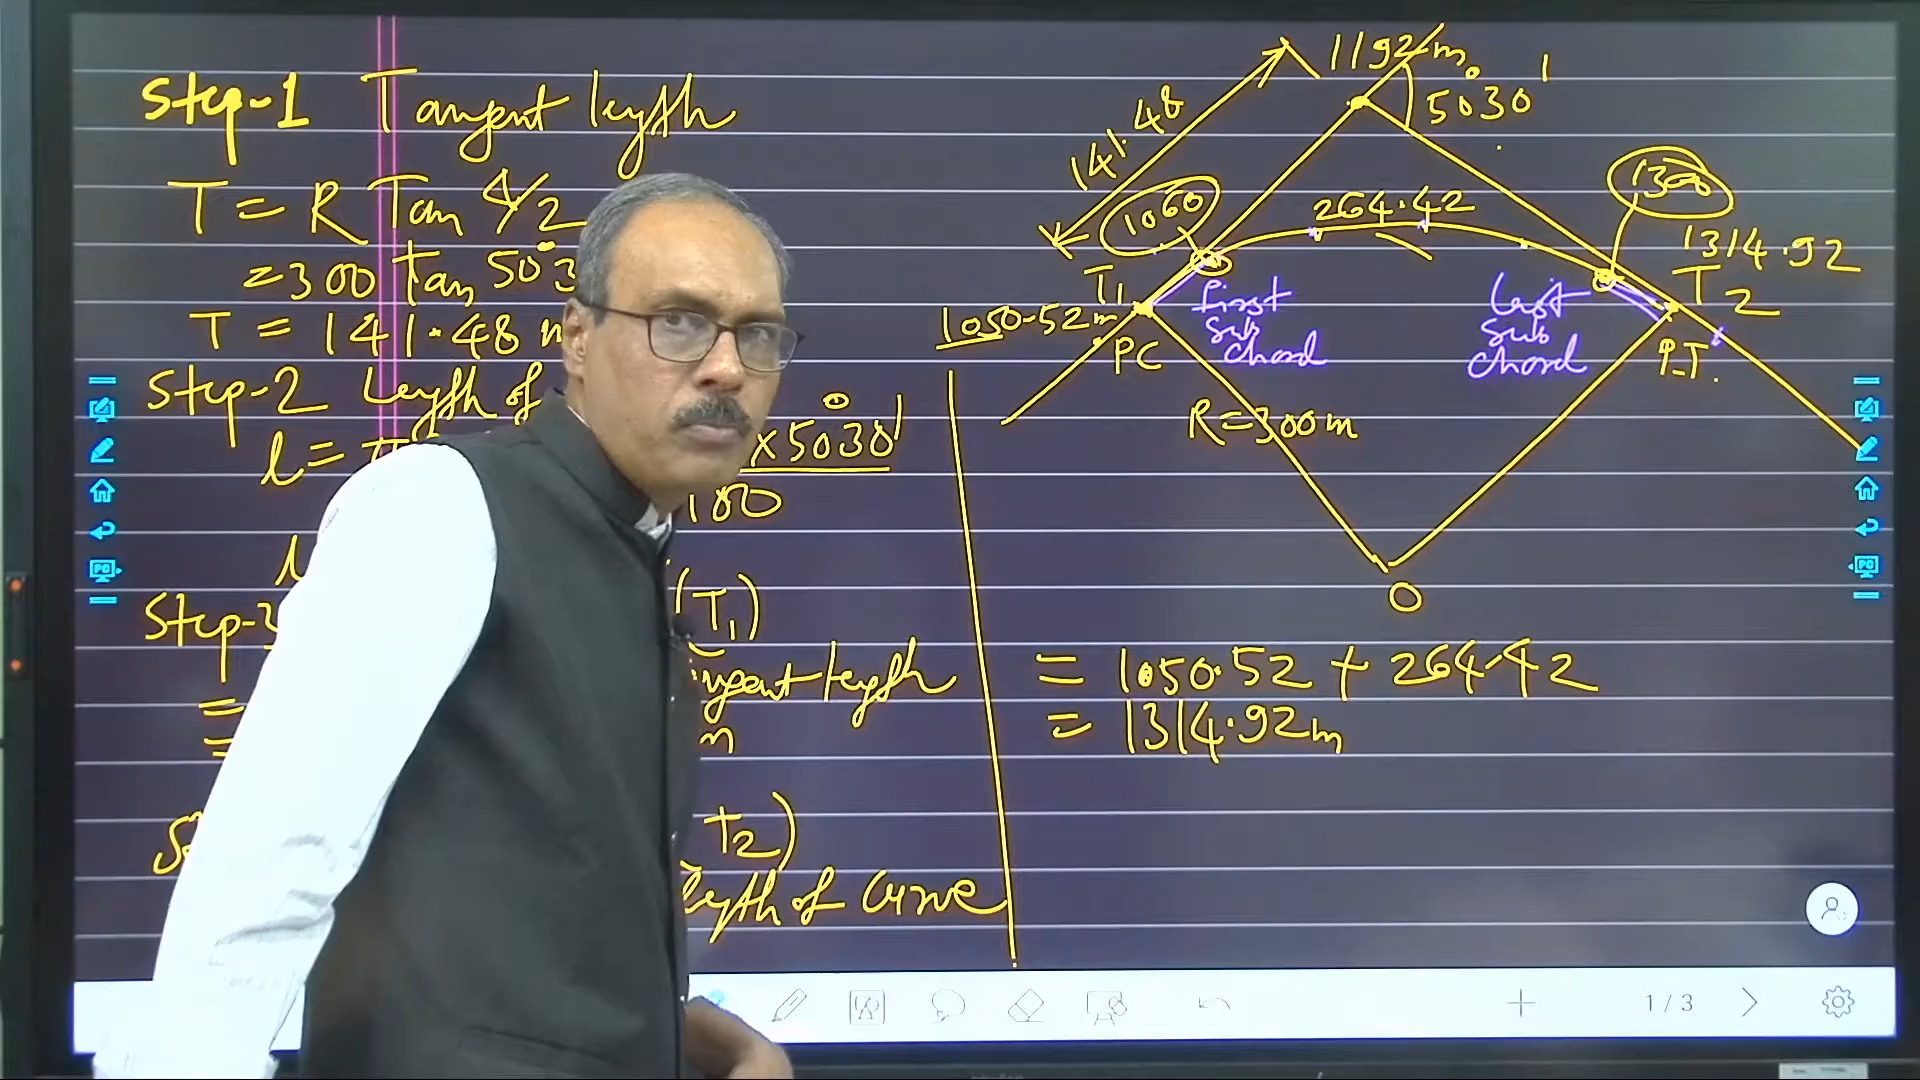 Step-1 Tangent length
T = R Tan Δ/2
= 300 tan 50°3
T = 141.48 m
Step-2 Length of
l = π
x 50°30'
180
l
Step-3 (T1)
= ngent length
= m
T2)
length of curve
1192 m
50°30'
141.48
1060
264.42
1300
1314.92
T1
T2
1050.52 m
PC
first sub chord
last sub chord
P.T.
R = 300 m
O
= 1050.52 + 264.42
= 1314.92 m
1 / 3
PC
PC